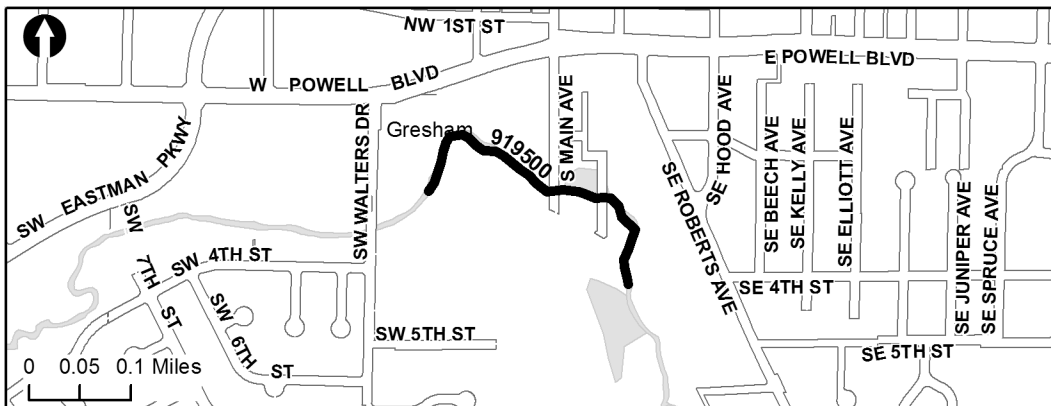 NW 1ST ST
E POWELL BLVD
W POWELL BLVD
S MAIN AVE
SE HOOD AVE
SE BEECH AVE
SE KELLY AVE
SE ELLIOTT AVE
SW WALTERS DR
Gresham
919500
SW EASTMAN PKWY
SE ROBERTS AVE
SE JUNIPER AVE
SE SPRUCE AVE
SW 7TH ST
SW 4TH ST
SE 4TH ST
SW 6TH ST
SW 5TH ST
SE 5TH ST
0 0.05 0.1 Miles